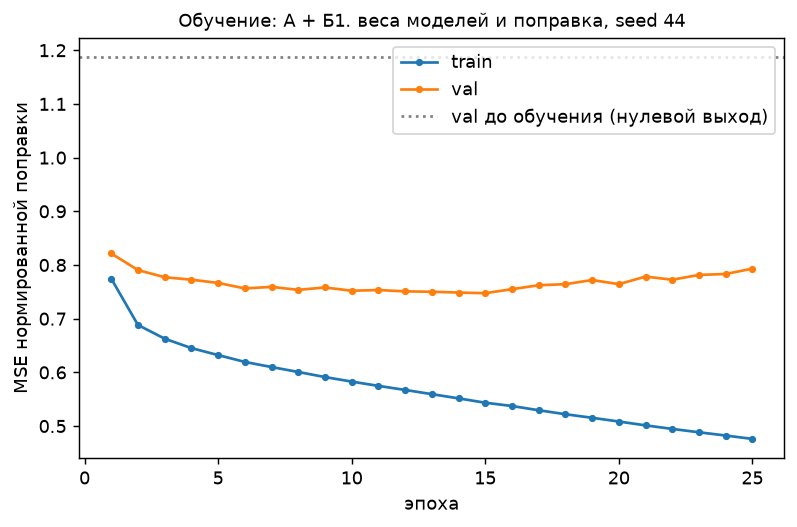 Обучение: А + Б1. веса моделей и поправка, seed 44
MSE нормированной поправки
1.2
1.1
1.0
0.9
0.8
0.7
0.6
0.5
train
val
val до обучения (нулевой выход)
0
5
10
15
20
25
эпоха